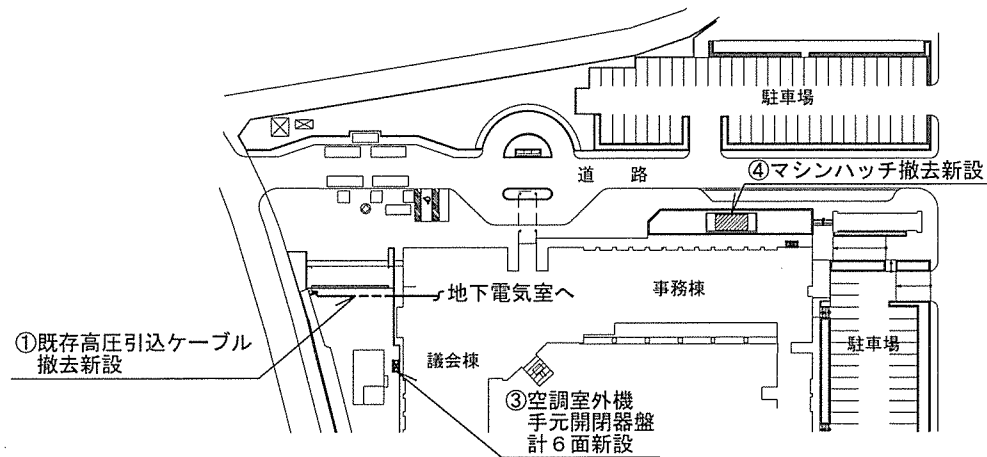 駐車場
道 路
④マシンハッチ撤去新設
地下電気室へ
事務棟
①既存高圧引込ケーブル
撤去新設
議会棟
駐車場
③空調室外機
手元開閉器盤
計6面新設